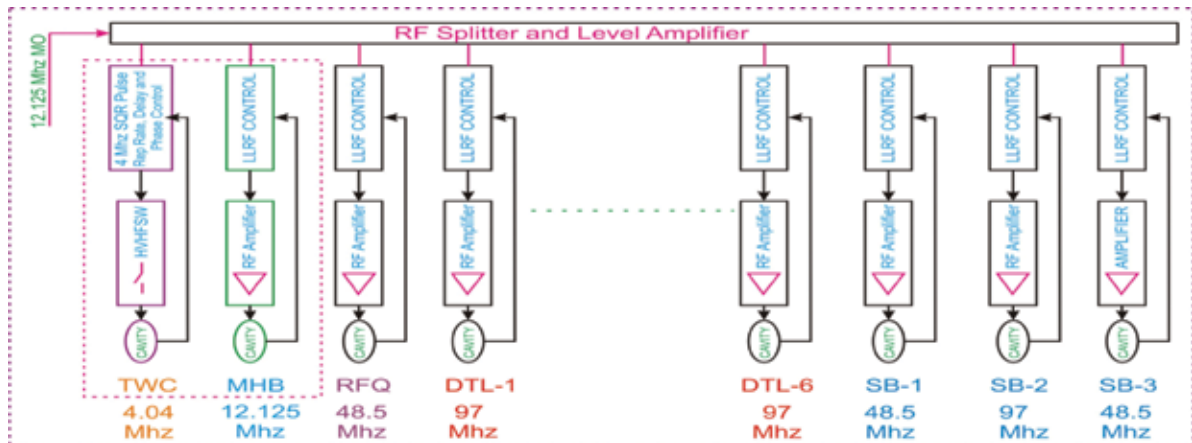 RF Splitter and Level Amplifier
12.125 Mhz MO
4 Mhz SQR Pulse
Rep Rate, Delay and
Phase Control
LLRF CONTROL
LLRF CONTROL
LLRF CONTROL
LLRF CONTROL
LLRF CONTROL
LLRF CONTROL
LLRF CONTROL
HVHFSW
RF Amplifier
RF Amplifier
RF Amplifier
RF Amplifier
RF Amplifier
RF Amplifier
AMPLIFIER
CAVITY
CAVITY
CAVITY
CAVITY
CAVITY
CAVITY
CAVITY
CAVITY
TWC MHB RFQ DTL-1 DTL-6 SB-1 SB-2 SB-3
4.04 12.125 48.5 97 97 48.5 97 48.5
Mhz Mhz Mhz Mhz Mhz Mhz Mhz Mhz